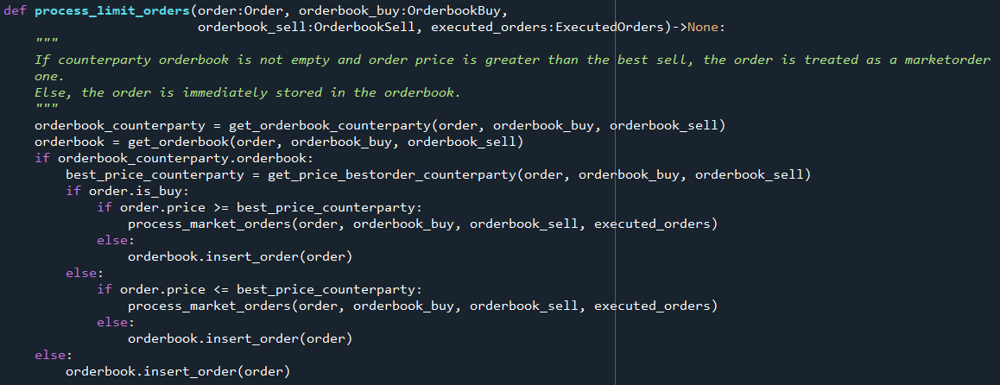 def process_limit_orders(order:Order, orderbook_buy:OrderbookBuy,
                         orderbook_sell:OrderbookSell, executed_orders:ExecutedOrders)->None:
    """
    If counterparty orderbook is not empty and order price is greater than the best sell, the order is treated as a marketorder
    one.
    Else, the order is immediately stored in the orderbook.
    """
    orderbook_counterparty = get_orderbook_counterparty(order, orderbook_buy, orderbook_sell)
    orderbook = get_orderbook(order, orderbook_buy, orderbook_sell)
    if orderbook_counterparty.orderbook:
        best_price_counterparty = get_price_bestorder_counterparty(order, orderbook_buy, orderbook_sell)
        if order.is_buy:
            if order.price >= best_price_counterparty:
                process_market_orders(order, orderbook_buy, orderbook_sell, executed_orders)
            else:
                orderbook.insert_order(order)
        else:
            if order.price <= best_price_counterparty:
                process_market_orders(order, orderbook_buy, orderbook_sell, executed_orders)
            else:
                orderbook.insert_order(order)
    else:
        orderbook.insert_order(order)